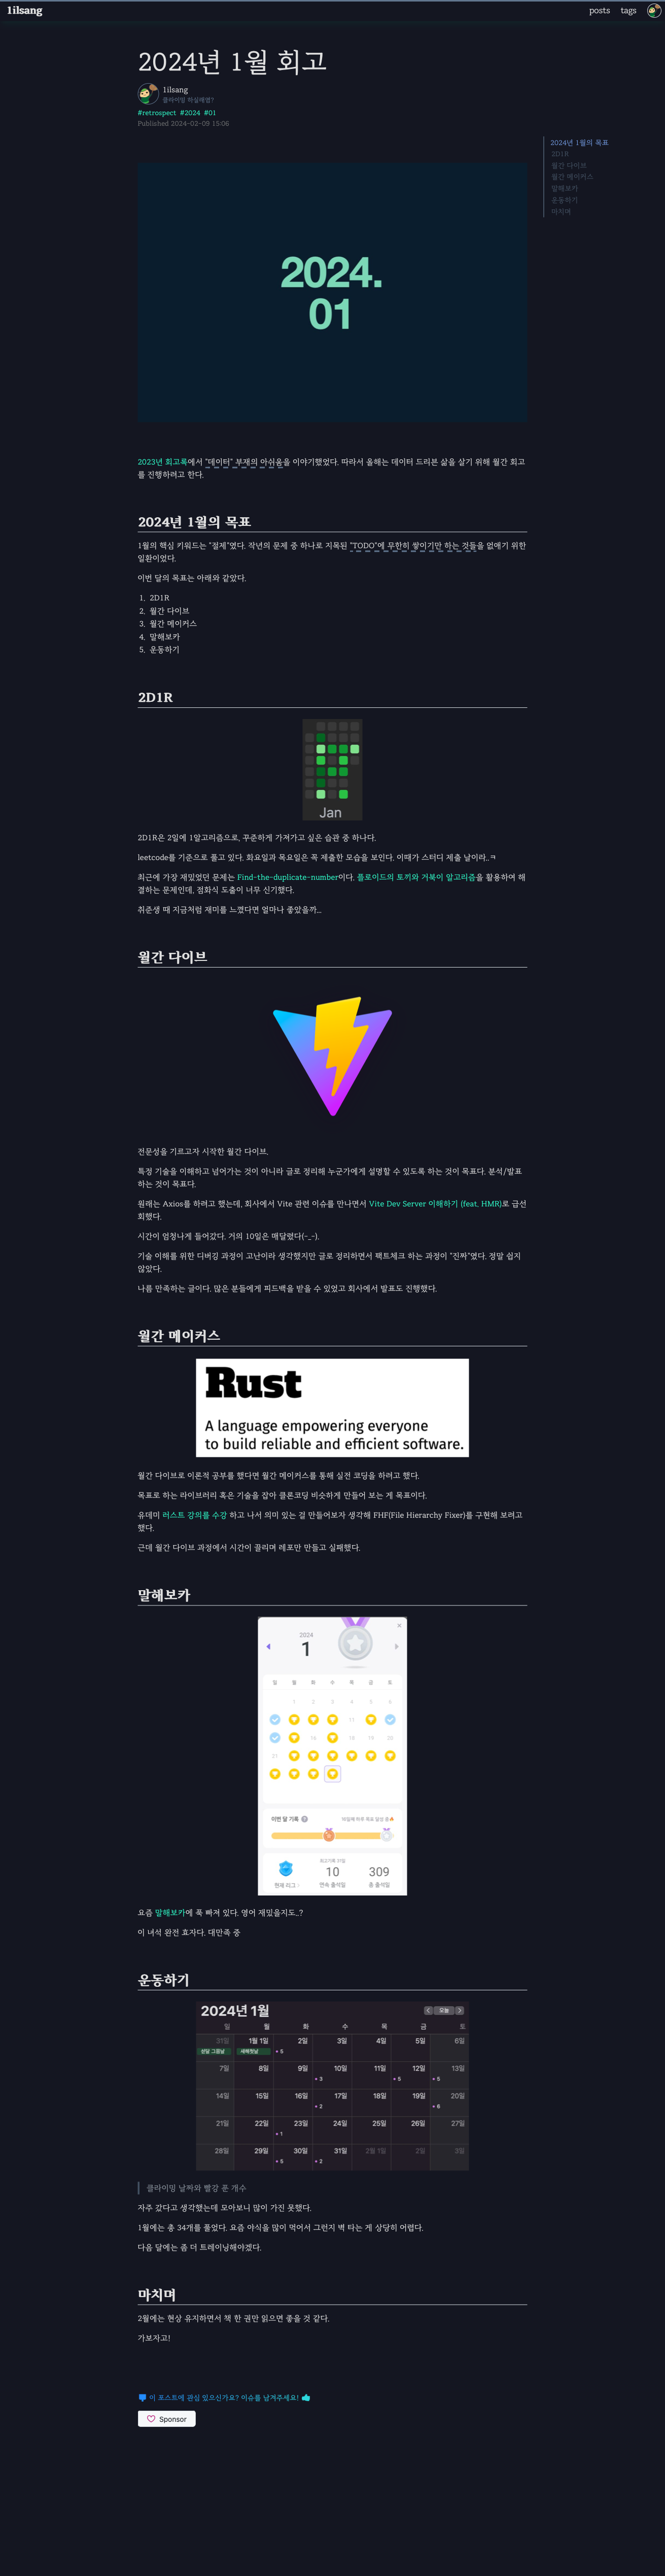 1ilsang
posts tags
2024년 1월 회고
1ilsang
클라이밍 하실래염?
#retrospect #2024 #01
Published 2024-02-09 15:06
2024년 1월의 목표
2D1R
월간 다이브
월간 메이커스
말해보카
운동하기
마치며
2024.
01
2023년 회고록에서 "데이터" 부재의 아쉬움을 이야기했었다. 따라서 올해는 데이터 드리븐 삶을 살기 위해 월간 회고
를 진행하려고 한다.
2024년 1월의 목표
1월의 핵심 키워드는 "절제"였다. 작년의 문제 중 하나로 지목된 "TODO"에 무한히 쌓이기만 하는 것들을 없애기 위한
일환이었다.
이번 달의 목표는 아래와 같았다.
1. 2D1R
2. 월간 다이브
3. 월간 메이커스
4. 말해보카
5. 운동하기
2D1R
Jan
2D1R은 2일에 1알고리즘으로, 꾸준하게 가져가고 싶은 습관 중 하나다.
leetcode를 기준으로 풀고 있다. 화요일과 목요일은 꼭 제출한 모습을 보인다. 이때가 스터디 제출 날이라..ㅋ
최근에 가장 재밌었던 문제는 Find-the-duplicate-number이다. 플로이드의 토끼와 거북이 알고리즘을 활용하여 해
결하는 문제인데, 점화식 도출이 너무 신기했다.
취준생 때 지금처럼 재미를 느꼈다면 얼마나 좋았을까...
월간 다이브
전문성을 기르고자 시작한 월간 다이브.
특정 기술을 이해하고 넘어가는 것이 아니라 글로 정리해 누군가에게 설명할 수 있도록 하는 것이 목표다. 분석/발표
하는 것이 목표다.
원래는 Axios를 하려고 했는데, 회사에서 Vite 관련 이슈를 만나면서 Vite Dev Server 이해하기 (feat. HMR)로 급선
회했다.
시간이 엄청나게 들어갔다. 거의 10일은 매달렸다(-_-).
기술 이해를 위한 디버깅 과정이 고난이라 생각했지만 글로 정리하면서 팩트체크 하는 과정이 "진짜"였다. 정말 쉽지
않았다.
나름 만족하는 글이다. 많은 분들에게 피드백을 받을 수 있었고 회사에서 발표도 진행했다.
월간 메이커스
Rust
A language empowering everyone
to build reliable and efficient software.
월간 다이브로 이론적 공부를 했다면 월간 메이커스를 통해 실전 코딩을 하려고 했다.
목표로 하는 라이브러리 혹은 기술을 잡아 클론코딩 비슷하게 만들어 보는 게 목표이다.
유데미 러스트 강의를 수강 하고 나서 의미 있는 걸 만들어보자 생각해 FHF(File Hierarchy Fixer)를 구현해 보려고
했다.
근데 월간 다이브 과정에서 시간이 끌리며 레포만 만들고 실패했다.
말해보카
2024
1
일 월 화 수 목 금 토
1 2 3 4 5 6
11
16 18 19 20
21
이번 달 기록
현재 리그
최고기록 31일
10
연속 출석일
309
총 출석일
요즘 말해보카에 푹 빠져 있다. 영어 재밌을지도..?
이 녀석 완전 효자다. 대만족 중
운동하기
2024년 1월
오늘
일 월 화 수 목 금 토
31일 1월 1일 2일 3일 4일 5일 6일
섣달 그믐날 새해첫날 5
7일 8일 9일 10일 11일 12일 13일
3 5 5
14일 15일 16일 17일 18일 19일 20일
2 6
21일 22일 23일 24일 25일 26일 27일
1
28일 29일 30일 31일 2월 1일 2일 3일
5 2
클라이밍 날짜와 빨강 푼 개수
자주 갔다고 생각했는데 모아보니 많이 가진 못했다.
1월에는 총 34개를 풀었다. 요즘 야식을 많이 먹어서 그런지 벽 타는 게 상당히 어렵다.
다음 달에는 좀 더 트레이닝해야겠다.
마치며
2월에는 현상 유지하면서 책 한 권만 읽으면 좋을 것 같다.
가보자고!
이 포스트에 관심 있으신가요? 이슈를 남겨주세요!
Sponsor